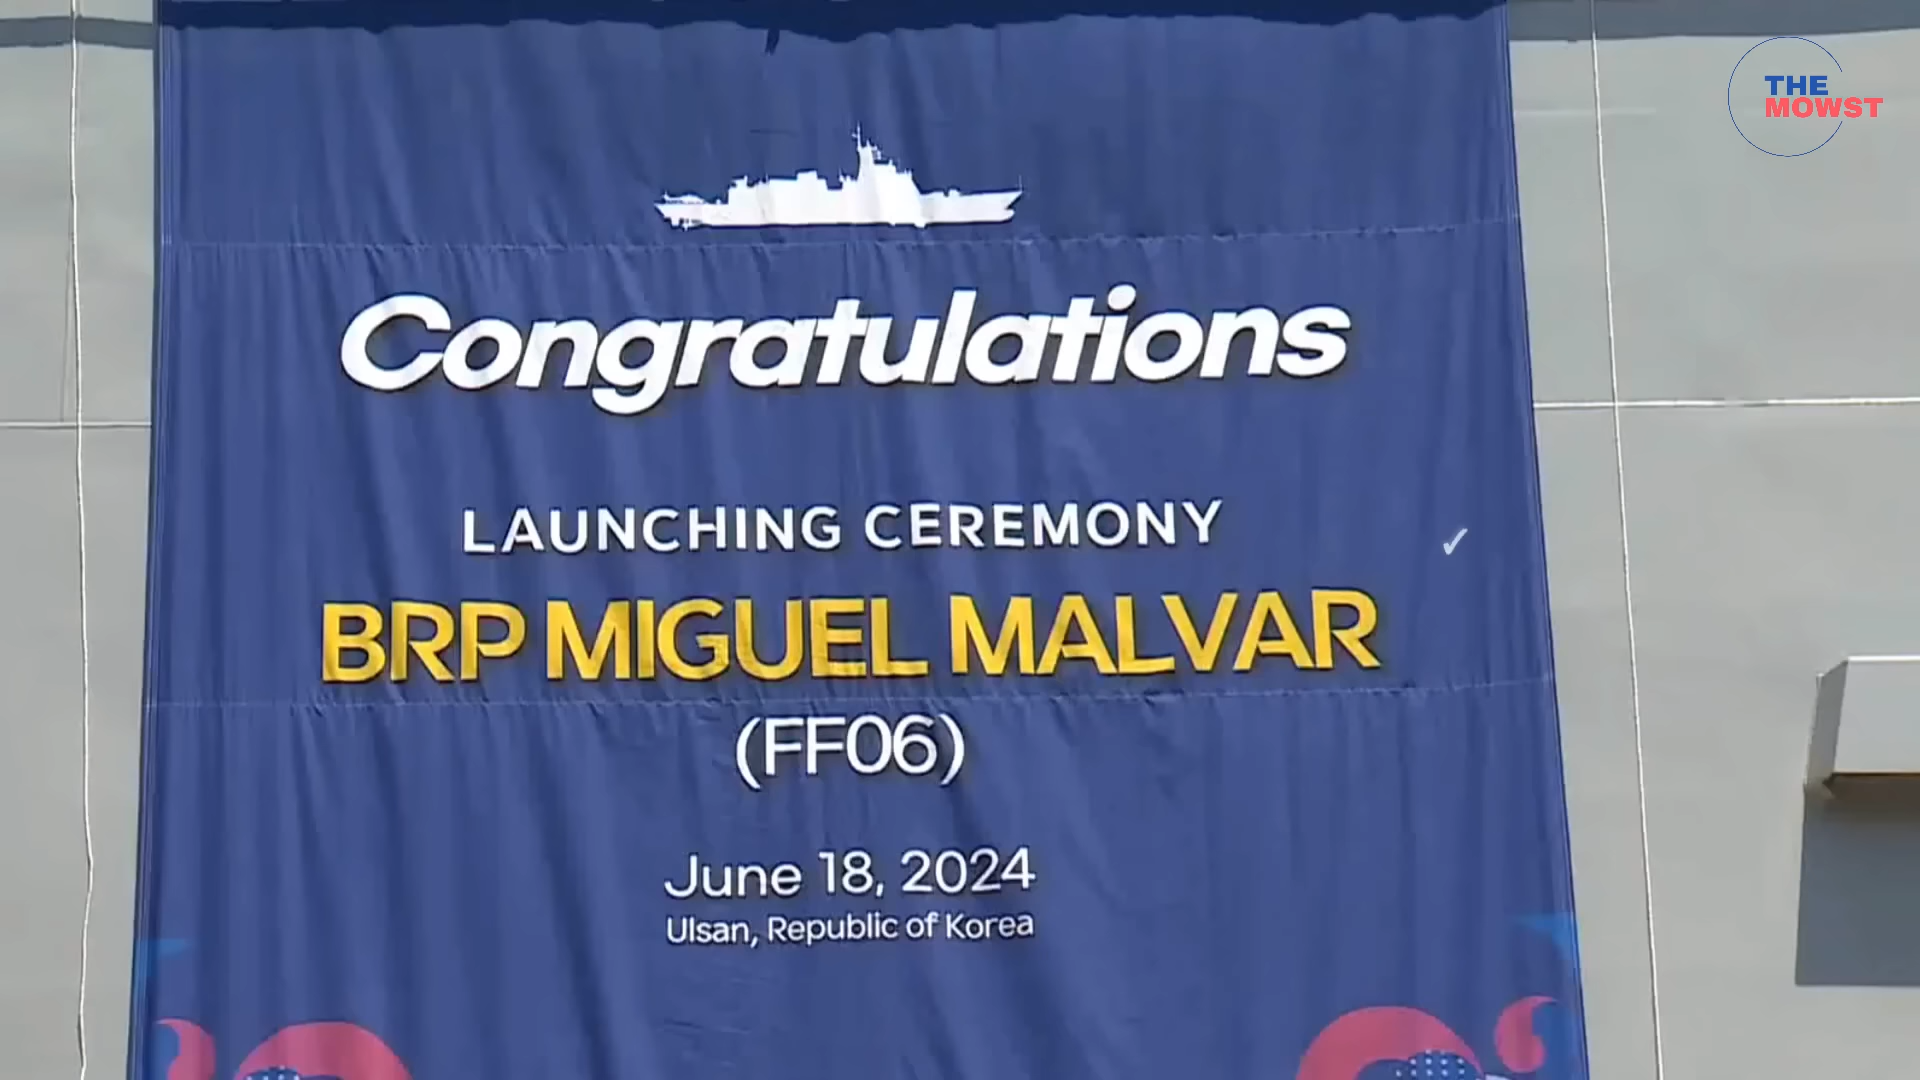 THE
MOWST
Congratulations
LAUNCHING CEREMONY
BRP MIGUEL MALVAR
(FF06)
June 18, 2024
Ulsan, Republic of Korea